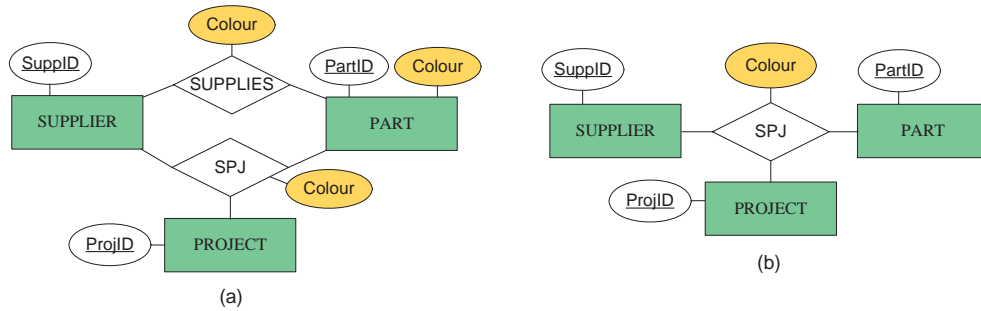 Colour
SuppID
SUPPLIES
PartID
Colour
SUPPLIER
PART
SPJ
Colour
ProjID
PROJECT
(a)
SuppID
Colour
PartID
SUPPLIER
SPJ
PART
ProjID
PROJECT
(b)